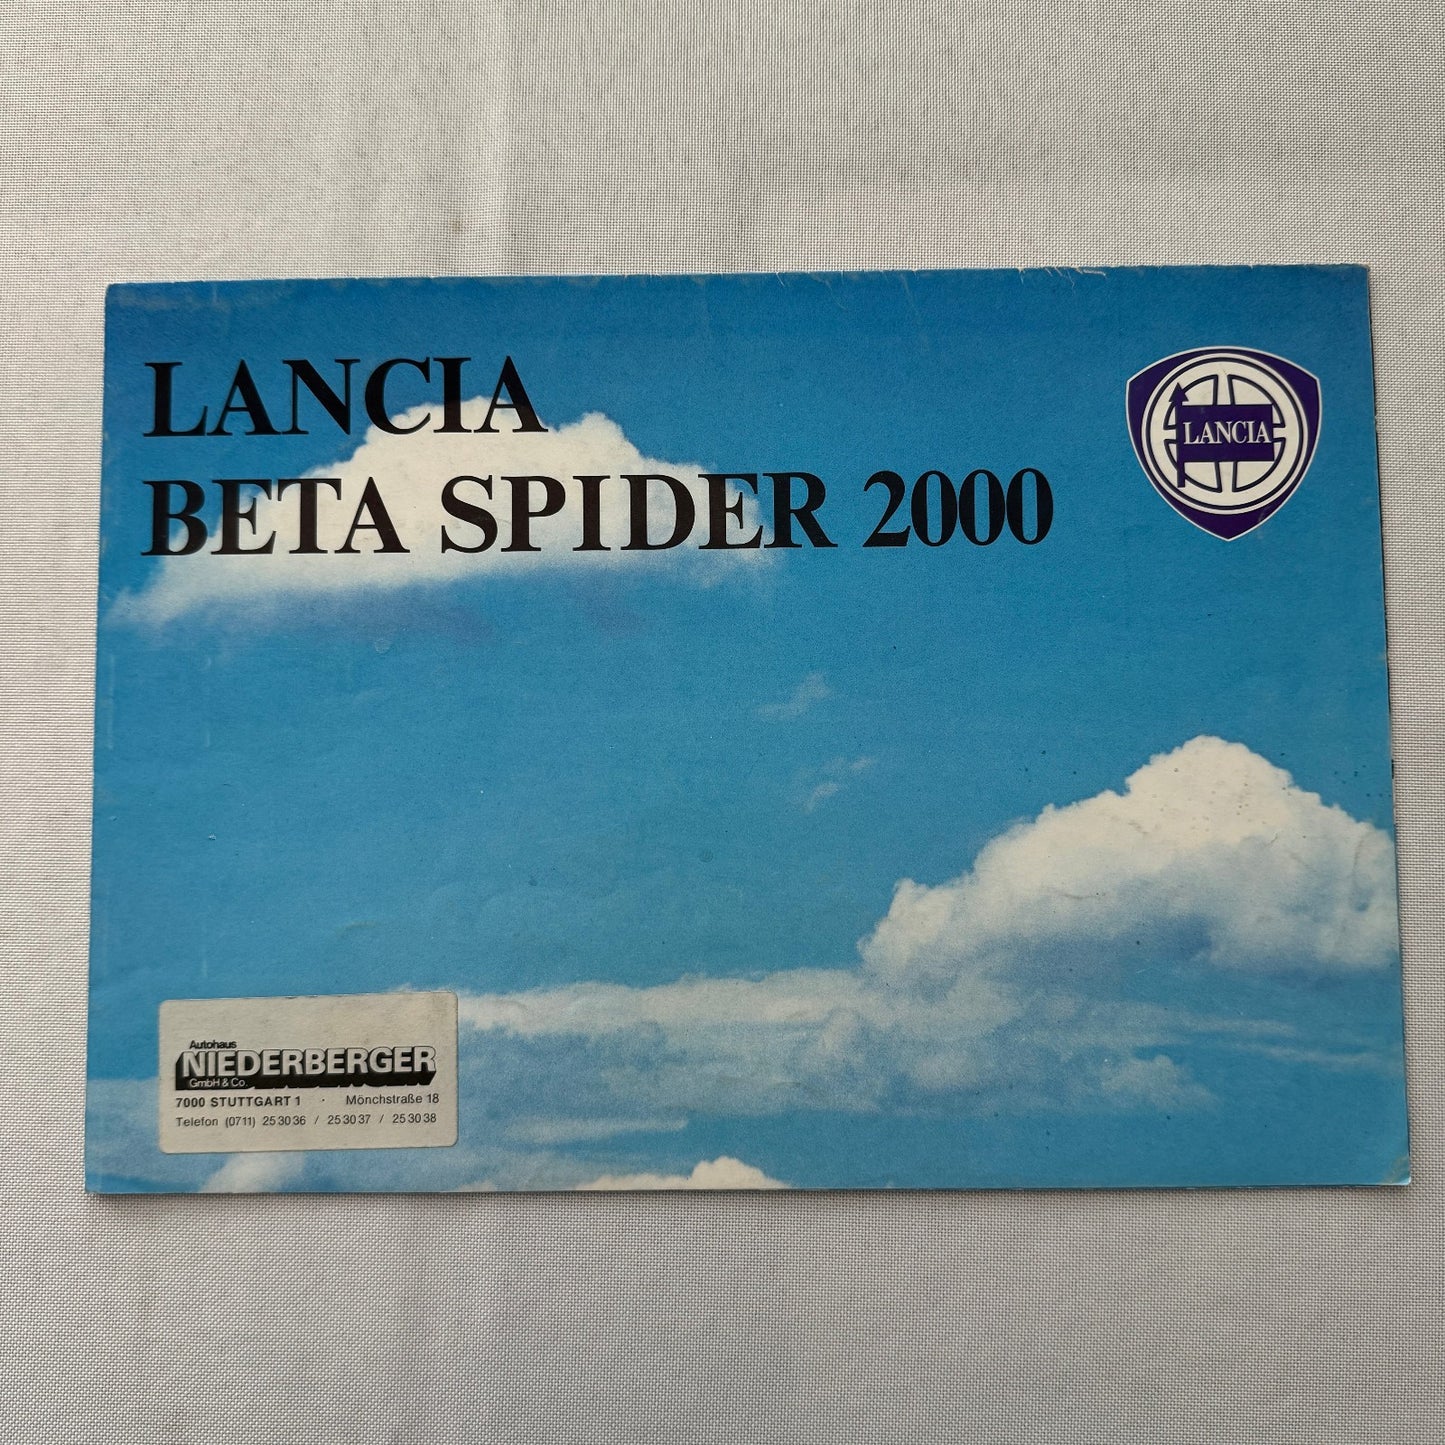 LANCIA
BETA SPIDER 2000
LANCIA
Autohaus
NIEDERBERGER
GmbH & Co.
7000 STUTTGART 1 · Mönchstraße 18
Telefon (0711) 25 30 36 / 25 30 37 / 25 30 38